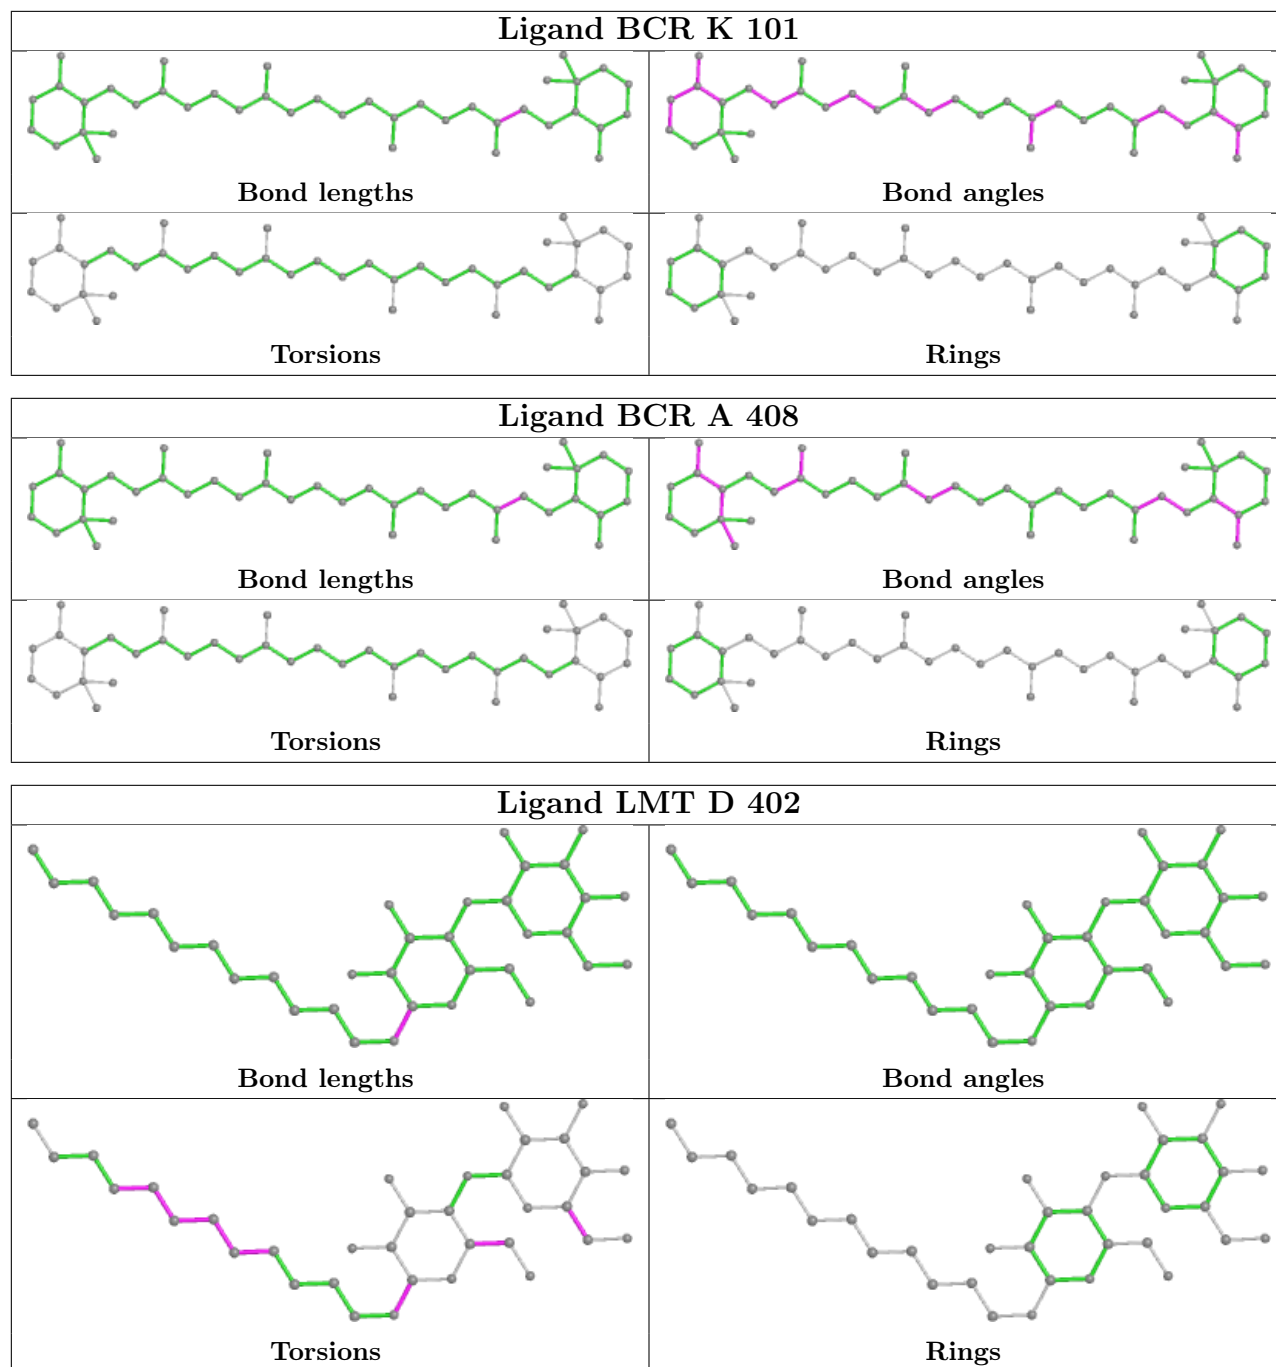 Ligand BCR K 101
Bond lengths
Bond angles
Torsions
Rings
Ligand BCR A 408
Bond lengths
Bond angles
Torsions
Rings
Ligand LMT D 402
Bond lengths
Bond angles
Torsions
Rings